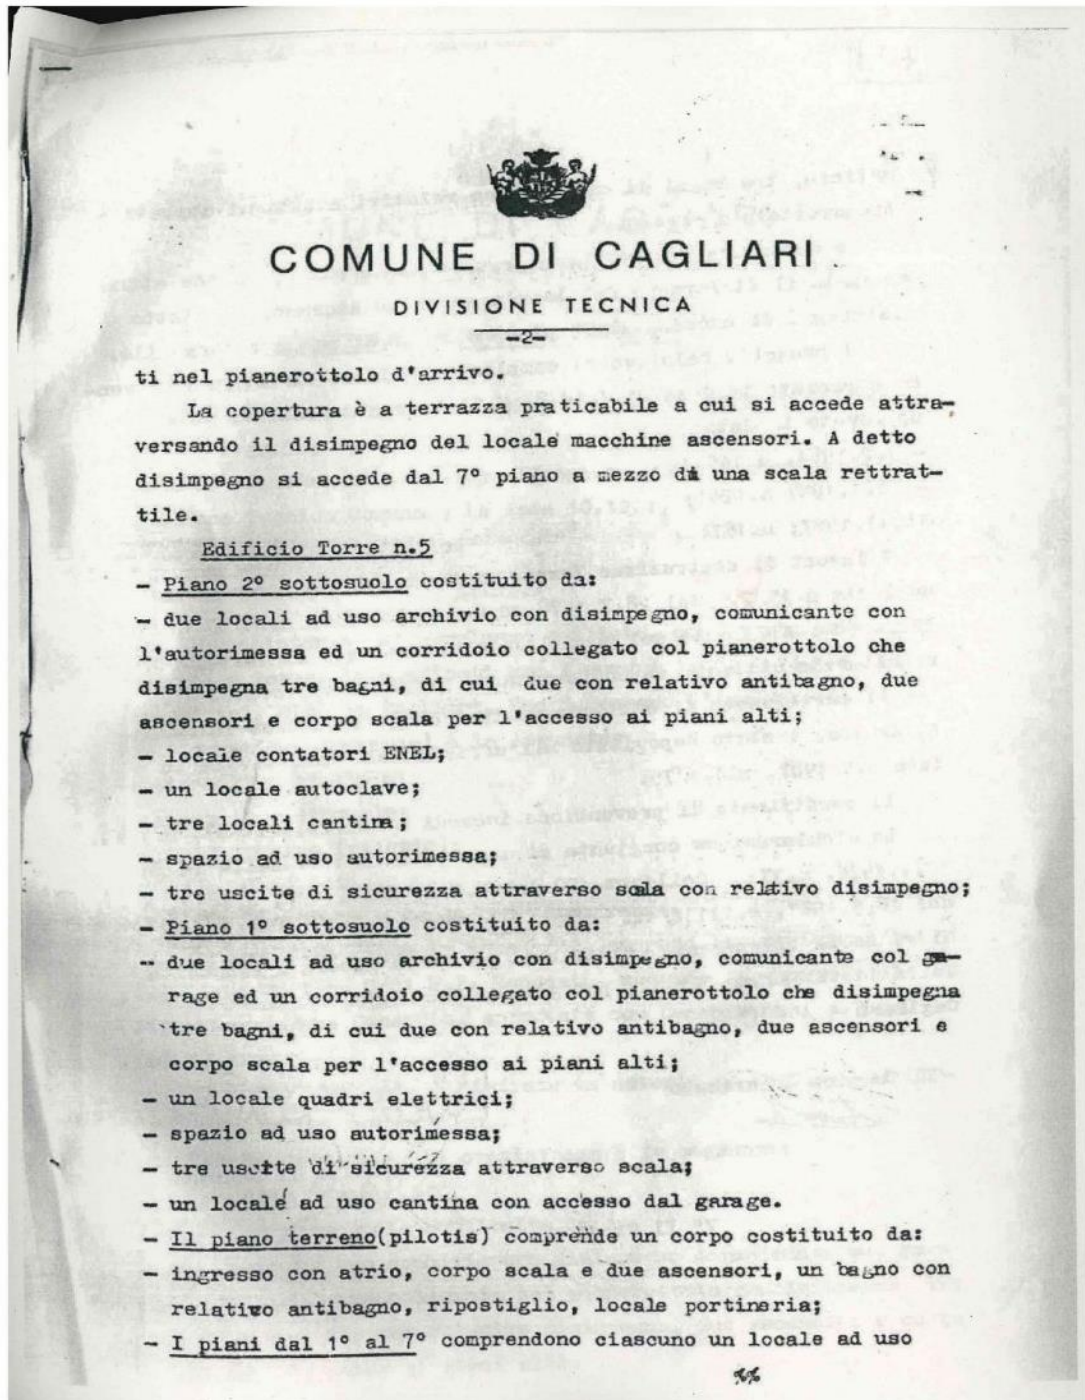 COMUNE DI CAGLIARI
DIVISIONE TECNICA
-2-
ti nel pianerottolo d'arrivo.
La copertura è a terrazza praticabile a cui si accede attra-
versando il disimpegno del locale macchine ascensori. A detto
disimpegno si accede dal 7º piano a mezzo di una scala rettrat-
tile.
Edificio Torre n.5
- Piano 2º sottosuolo costituito da:
- due locali ad uso archivio con disimpegno, comunicante con
l'autorimessa ed un corridoio collegato col pianerottolo che
disimpegna tre bagni, di cui due con relativo antibagno, due
ascensori e corpo scala per l'accesso ai piani alti;
- locale contatori ENEL;
- un locale autoclave;
- tre locali cantina;
- spazio ad uso autorimessa;
- tre uscite di sicurezza attraverso scala con relativo disimpegno;
- Piano 1º sottosuolo costituito da:
- due locali ad uso archivio con disimpegno, comunicante col ga-
rage ed un corridoio collegato col pianerottolo che disimpegna
tre bagni, di cui due con relativo antibagno, due ascensori e
corpo scala per l'accesso ai piani alti;
- un locale quadri elettrici;
- spazio ad uso autorimessa;
- tre uscite di sicurezza attraverso scala;
- un locale ad uso cantina con accesso dal garage.
- Il piano terreno(pilotis) comprende un corpo costituito da:
- ingresso con atrio, corpo scala e due ascensori, un bagno con
relativo antibagno, ripostiglio, locale portineria;
- I piani dal 1º al 7º comprendono ciascuno un locale ad uso